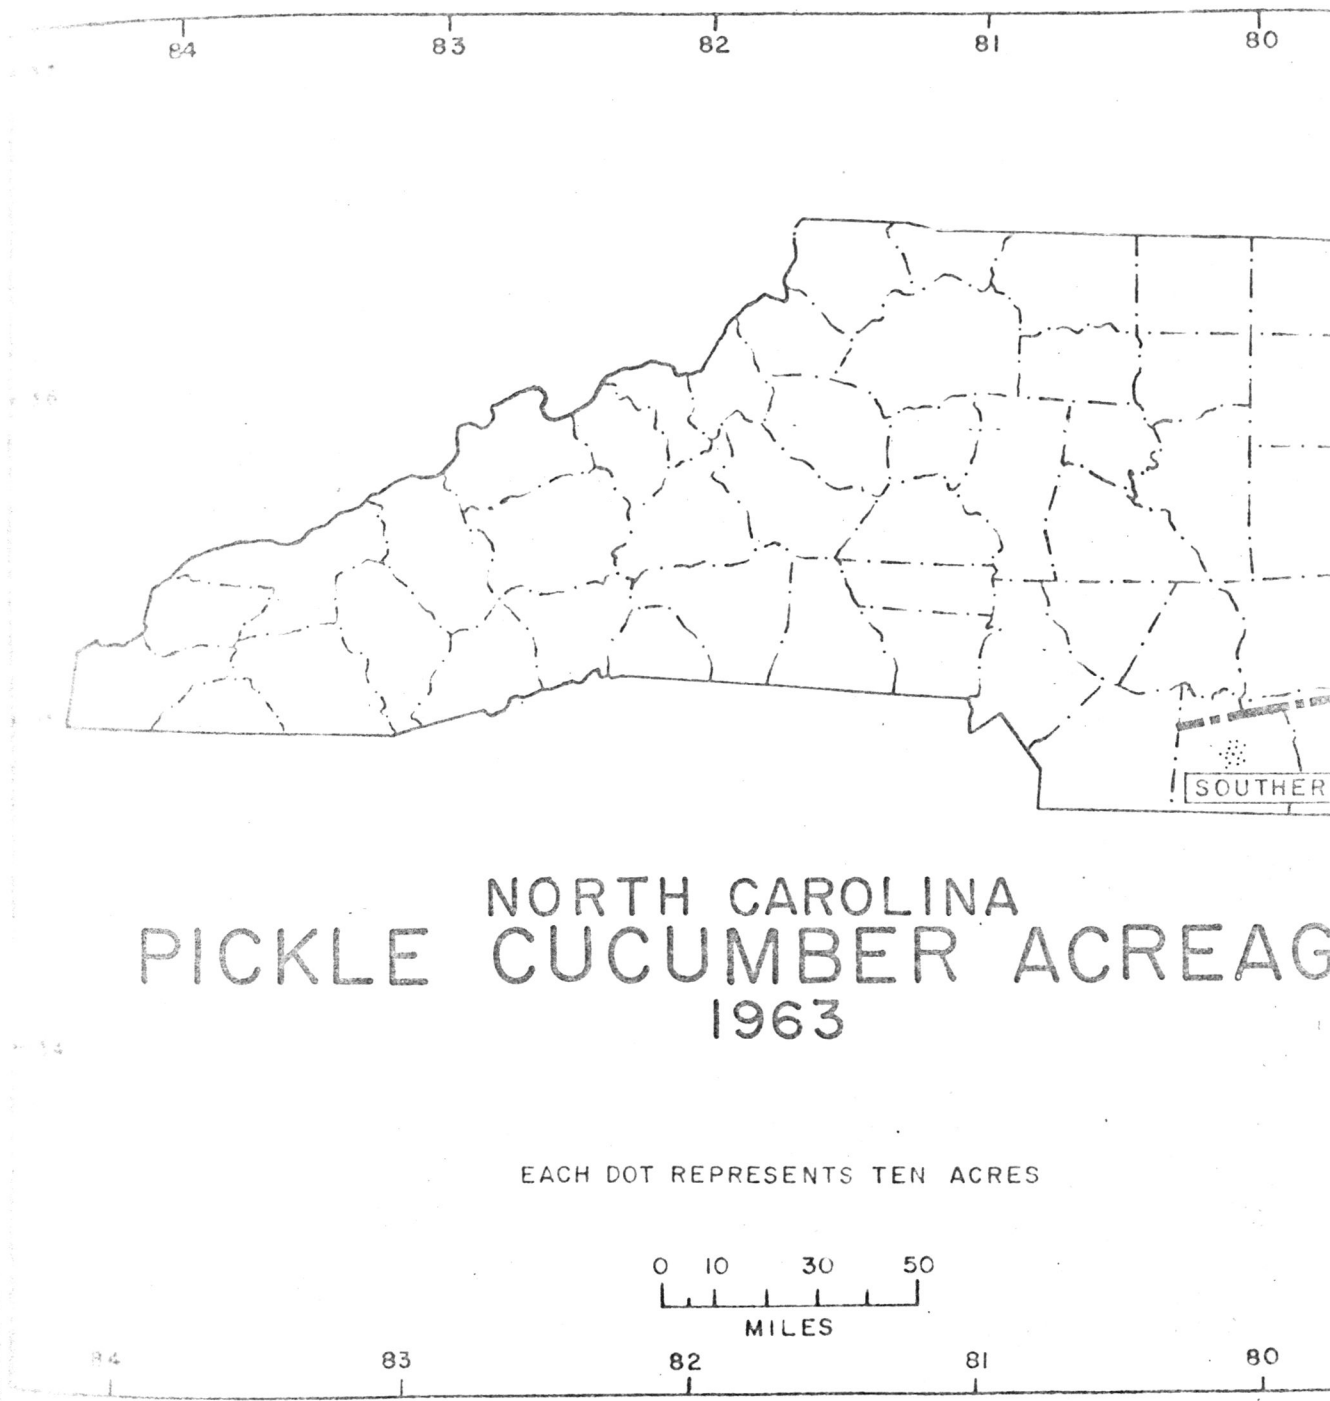 84 83 82 81 80
SOUTHER
NORTH CAROLINA
PICKLE CUCUMBER ACREAG
1963
EACH DOT REPRESENTS TEN ACRES
0 10 30 50
MILES
84 83 82 81 80